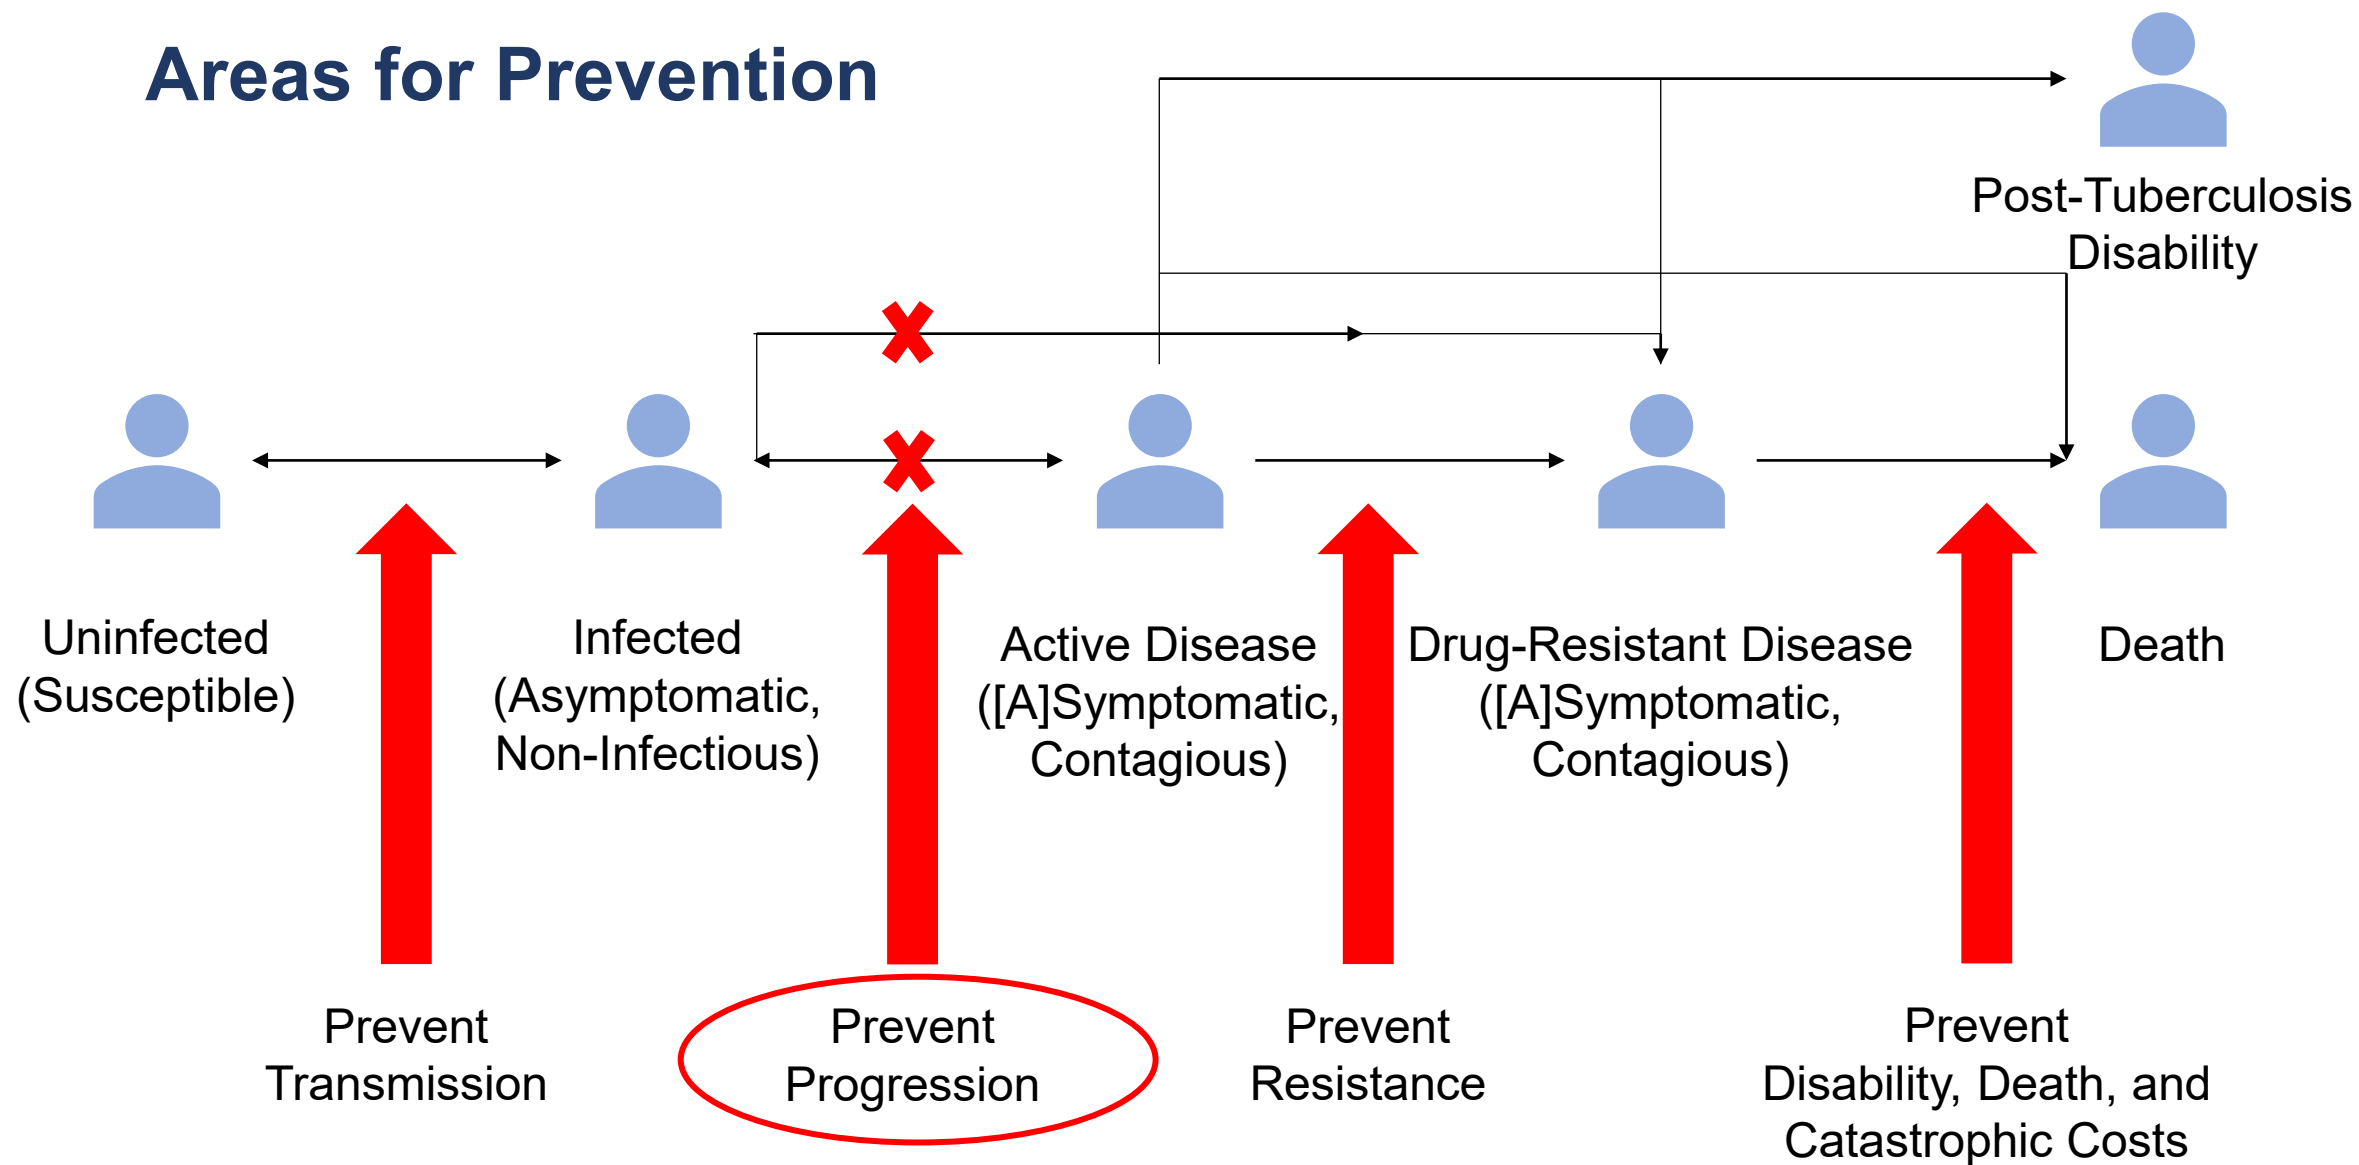 Areas for Prevention
Post-Tuberculosis
Disability
Uninfected
(Susceptible)
Infected
(Asymptomatic,
Non-Infectious)
Active Disease
([A]Symptomatic,
Contagious)
Drug-Resistant Disease
([A]Symptomatic,
Contagious)
Death
Prevent
Transmission
Prevent
Progression
Prevent
Resistance
Prevent
Disability, Death, and
Catastrophic Costs